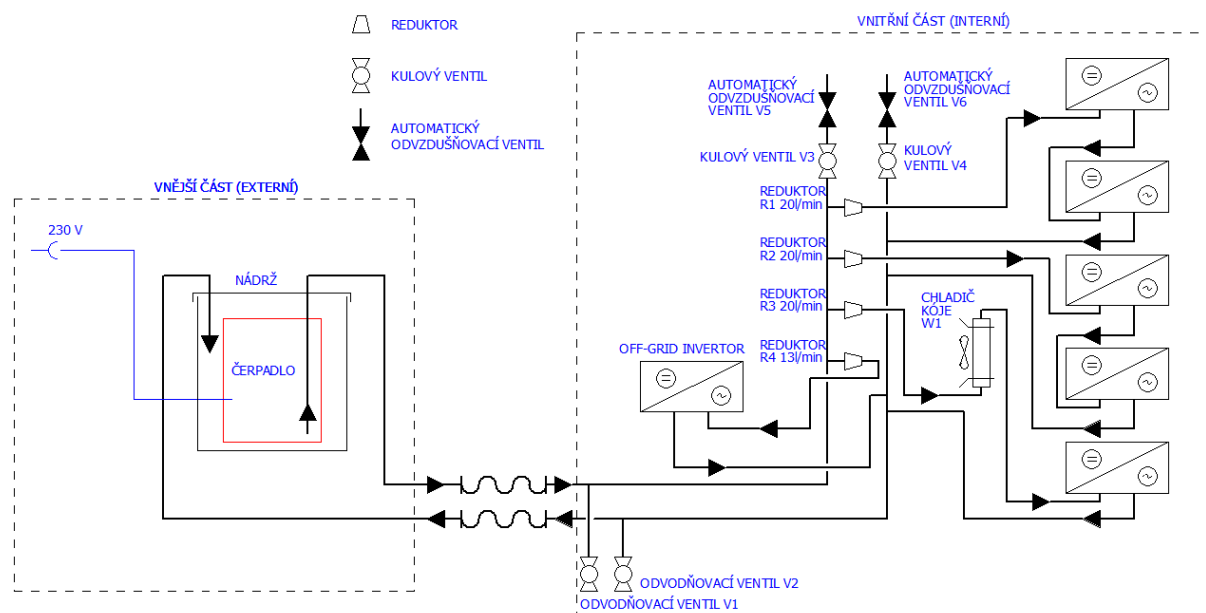 REDUKTOR
KULOVÝ VENTIL
AUTOMATICKÝ
ODVZDUŠŇOVACÍ VENTIL
VNITŘNÍ ČÁST (INTERNÍ)
AUTOMATICKÝ
ODVZDUŠŇOVACÍ
VENTIL V5
AUTOMATICKÝ
ODVZDUŠŇOVACÍ
VENTIL V6
KULOVÝ VENTIL V3
KULOVÝ
VENTIL V4
VNĚJŠÍ ČÁST (EXTERNÍ)
230 V
NÁDRŽ
ČERPADLO
REDUKTOR
R1 20l/min
REDUKTOR
R2 20l/min
REDUKTOR
R3 20l/min
REDUKTOR
R4 13l/min
CHLADIČ
KÓJE
W1
OFF-GRID INVERTOR
ODVODŇOVACÍ VENTIL V2
ODVODŇOVACÍ VENTIL V1